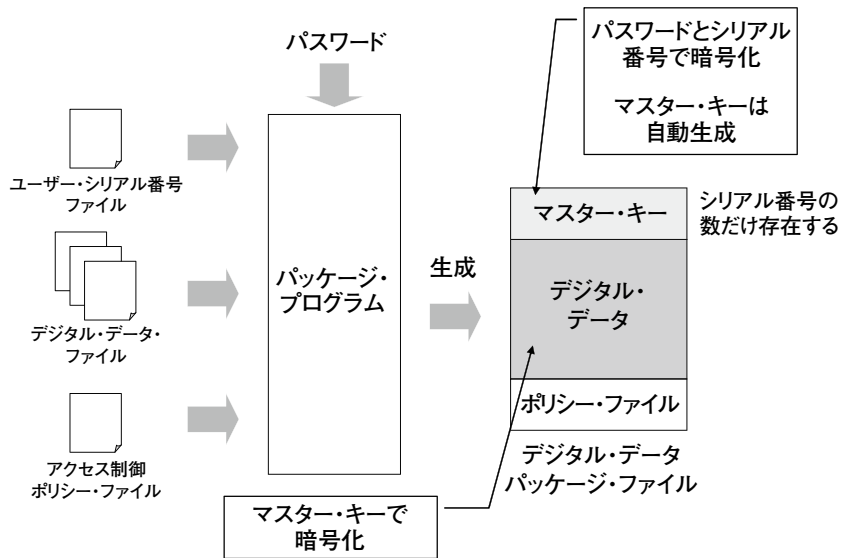 パスワード
パスワードとシリアル
番号で暗号化
マスター・キーは
自動生成
ユーザー・シリアル番号
ファイル
デジタル・データ・
ファイル
アクセス制御
ポリシー・ファイル
パッケージ・
プログラム
生成
マスター・キー
シリアル番号の
数だけ存在する
デジタル・
データ
ポリシー・ファイル
デジタル・データ
パッケージ・ファイル
マスター・キーで
暗号化